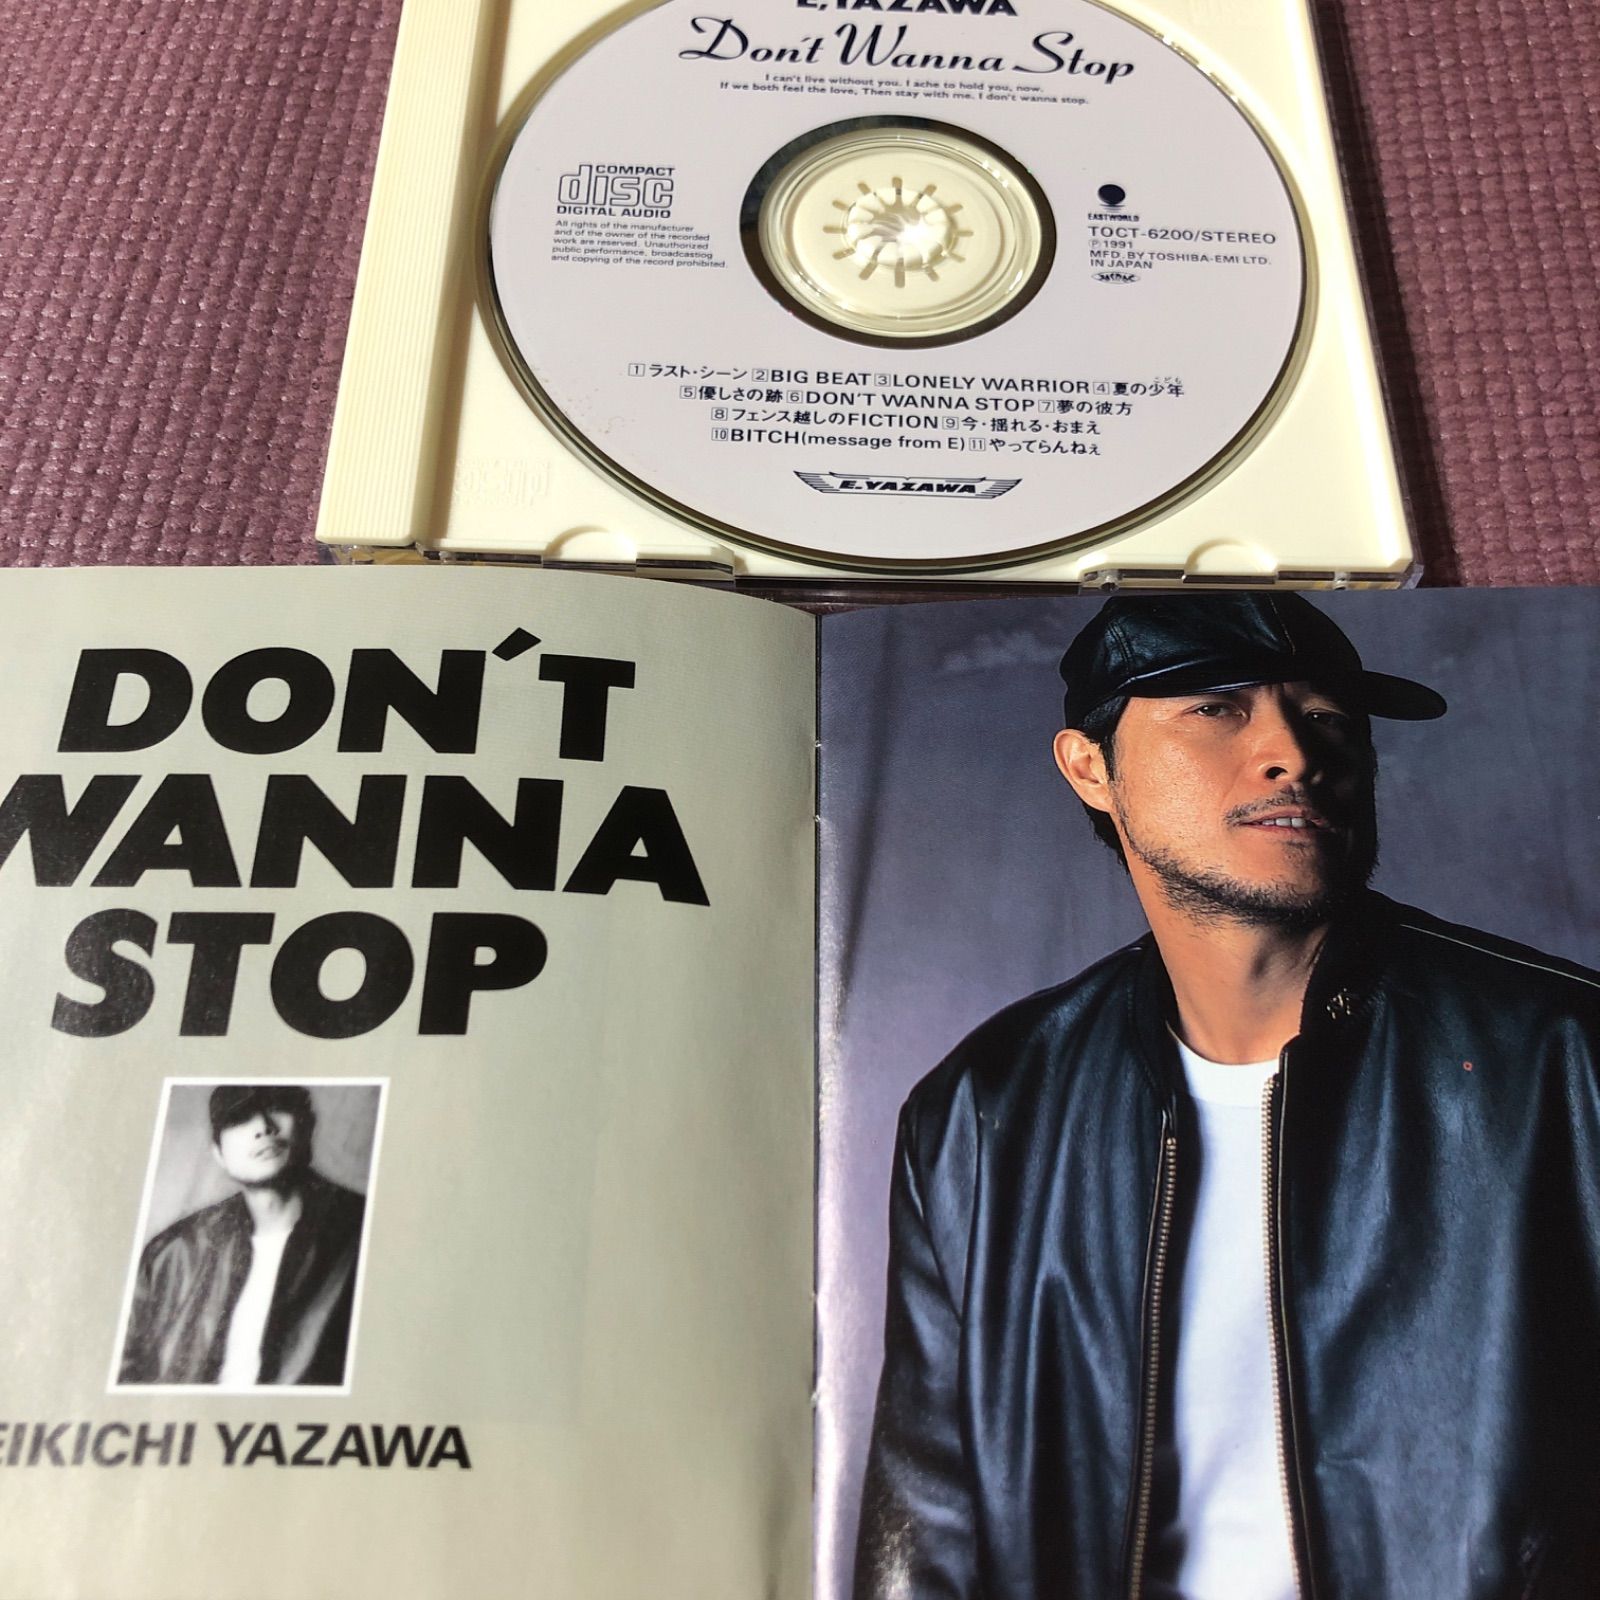 E.YAZAWA
Don't Wanna Stop
I can't live without you. I ache to hold you, now.
If we both feel the love, Then stay with me. I don't wanna stop.
COMPACT
disc
DIGITAL AUDIO
All rights of the manufacturer
and of the owner of the recorded
work are reserved. Unauthorized
public performance, broadcasting
and copying of the record prohibited.
EASTWORLD
TOCT-6200/STEREO
Ⓟ1991
MFD. BY TOSHIBA-EMI LTD.
IN JAPAN
1 ラスト・シーン 2 BIG BEAT 3 LONELY WARRIOR 4 夏の少年
こども
5 優しさの跡 6 DON'T WANNA STOP 7 夢の彼方
8 フェンス越しのFICTION 9 今・揺れる・おまえ
10 BITCH(message from E) 11 やってらんねぇ
E.YAZAWA
DON'T
WANNA
STOP
EIKICHI YAZAWA